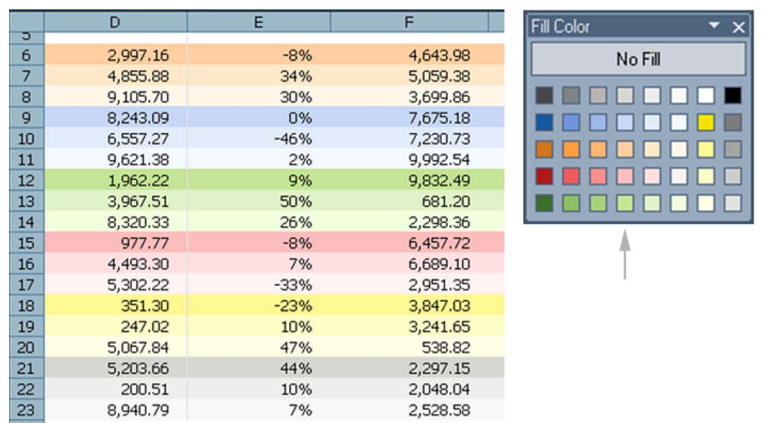 D E F
5
6 2,997.16 -8% 4,643.98
7 4,855.88 34% 5,059.38
8 9,105.70 30% 3,699.86
9 8,243.09 0% 7,675.18
10 6,557.27 -46% 7,230.73
11 9,621.38 2% 9,992.54
12 1,962.22 9% 9,832.49
13 3,967.51 50% 681.20
14 8,320.33 26% 2,298.36
15 977.77 -8% 6,457.72
16 4,493.30 7% 6,689.10
17 5,302.22 -33% 2,951.35
18 351.30 -23% 3,847.03
19 247.02 10% 3,241.65
20 5,067.84 47% 538.82
21 5,203.66 44% 2,297.15
22 200.51 10% 2,048.04
23 8,940.79 7% 2,528.58
Fill Color
No Fill